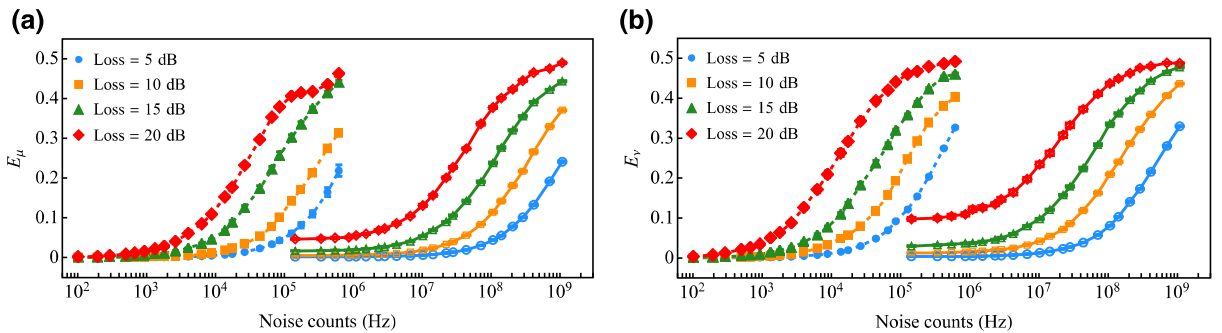 (a)
0.5
0.4
0.3
0.2
0.1
0
E_μ
Loss = 5 dB
Loss = 10 dB
Loss = 15 dB
Loss = 20 dB
10² 10³ 10⁴ 10⁵ 10⁶ 10⁷ 10⁸ 10⁹
Noise counts (Hz)
(b)
0.5
0.4
0.3
0.2
0.1
0
E_ν
Loss = 5 dB
Loss = 10 dB
Loss = 15 dB
Loss = 20 dB
10² 10³ 10⁴ 10⁵ 10⁶ 10⁷ 10⁸ 10⁹
Noise counts (Hz)